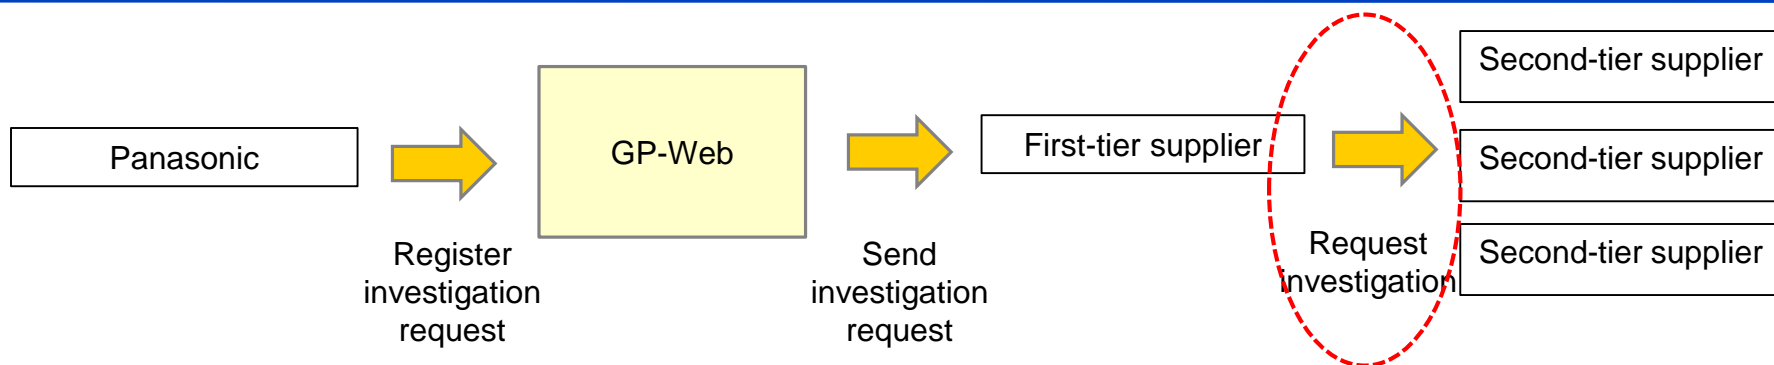 Panasonic
Register
investigation
request
GP-Web
Send
investigation
request
First-tier supplier
Request
investigation
Second-tier supplier
Second-tier supplier
Second-tier supplier